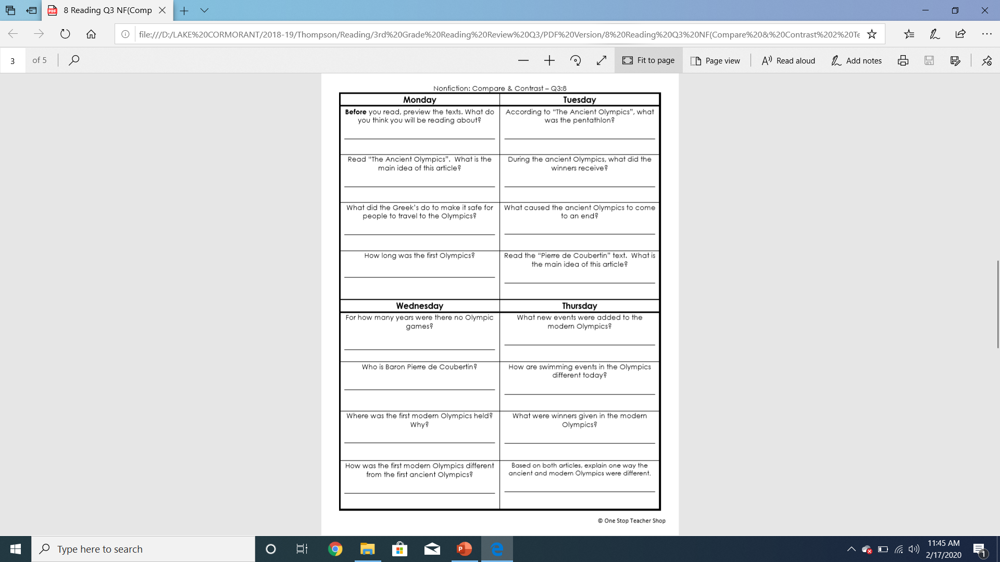 8 Reading Q3 NF(Comp
file:///D:/LAKE%20CORMORANT/2018-19/Thompson/Reading/3rd%20Grade%20Reading%20Review%20Q3/PDF%20Version/8%20Reading%20Q3%20NF(Compare%20&%20Contrast%202%20Te
3 of 5
Fit to page
Page view
Read aloud
Add notes
Nonfiction: Compare & Contrast – Q3:8
Monday
Before you read, preview the texts. What do
you think you will be reading about?
Read “The Ancient Olympics”.  What is the
main idea of this article?
What did the Greek’s do to make it safe for
people to travel to the Olympics?
How long was the first Olympics?
Tuesday
According to “The Ancient Olympics”, what
was the pentathlon?
During the ancient Olympics, what did the
winners receive?
What caused the ancient Olympics to come
to an end?
Read the “Pierre de Coubertin” text.  What is
the main idea of this article?
Wednesday
For how many years were there no Olympic
games?
Who is Baron Pierre de Coubertin?
Where was the first modern Olympics held?
Why?
How was the first modern Olympics different
from the first ancient Olympics?
Thursday
What new events were added to the
modern Olympics?
How are swimming events in the Olympics
different today?
What were winners given in the modern
Olympics?
Based on both articles, explain one way the
ancient and modern Olympics were different.
© One Stop Teacher Shop
Type here to search
11:45 AM
2/17/2020
1